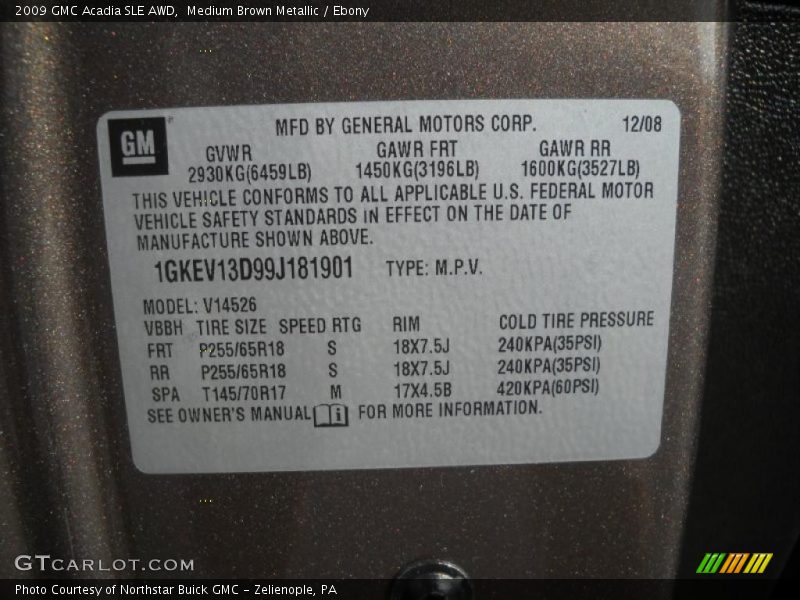 2009 GMC Acadia SLE AWD, Medium Brown Metallic / Ebony
GM
MFD BY GENERAL MOTORS CORP. 12/08
GVWR GAWR FRT GAWR RR
2930KG(6459LB) 1450KG(3196LB) 1600KG(3527LB)
THIS VEHICLE CONFORMS TO ALL APPLICABLE U.S. FEDERAL MOTOR
VEHICLE SAFETY STANDARDS IN EFFECT ON THE DATE OF
MANUFACTURE SHOWN ABOVE.
1GKEV13D99J181901 TYPE: M.P.V.
MODEL: V14526
VBBH TIRE SIZE SPEED RTG RIM COLD TIRE PRESSURE
FRT P255/65R18 S 18X7.5J 240KPA(35PSI)
RR P255/65R18 S 18X7.5J 240KPA(35PSI)
SPA T145/70R17 M 17X4.5B 420KPA(60PSI)
SEE OWNER'S MANUAL i FOR MORE INFORMATION.
GTCARLOT.COM
Photo Courtesy of Northstar Buick GMC - Zelienople, PA